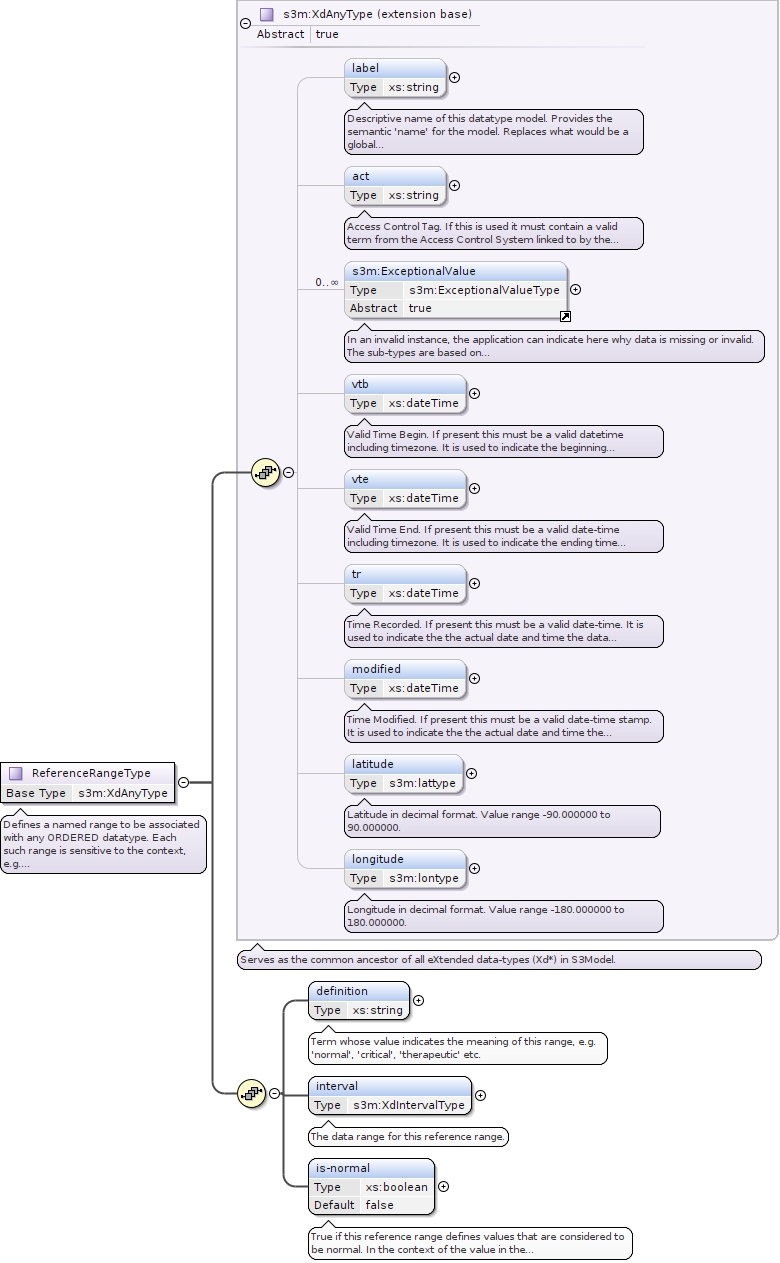 s3m:XdAnyType (extension base)
Abstract true
label
Type xs:string
Descriptive name of this datatype model. Provides the
semantic 'name' for the model. Replaces what would be a
global...
act
Type xs:string
Access Control Tag. If this is used it must contain a valid
term from the Access Control System linked to by the...
0..∞
s3m:ExceptionalValue
Type s3m:ExceptionalValueType
Abstract true
In an invalid instance, the application can indicate here why data is missing or invalid.
The sub-types are based on...
vtb
Type xs:dateTime
Valid Time Begin. If present this must be a valid datetime
including timezone. It is used to indicate the beginning...
vte
Type xs:dateTime
Valid Time End. If present this must be a valid date-time
including timezone. It is used to indicate the ending time...
tr
Type xs:dateTime
Time Recorded. If present this must be a valid date-time. It is
used to indicate the the actual date and time the data...
modified
Type xs:dateTime
Time Modified. If present this must be a valid date-time stamp.
It is used to indicate the the actual date and time the...
latitude
Type s3m:lattype
Latitude in decimal format. Value range -90.000000 to
90.000000.
longitude
Type s3m:lontype
Longitude in decimal format. Value range -180.000000 to
180.000000.
ReferenceRangeType
Base Type s3m:XdAnyType
Defines a named range to be associated
with any ORDERED datatype. Each
such range is sensitive to the context,
e.g....
Serves as the common ancestor of all eXtended data-types (Xd*) in S3Model.
definition
Type xs:string
Term whose value indicates the meaning of this range, e.g.
'normal', 'critical', 'therapeutic' etc.
interval
Type s3m:XdIntervalType
The data range for this reference range.
is-normal
Type xs:boolean
Default false
True if this reference range defines values that are considered to
be normal. In the context of the value in the...